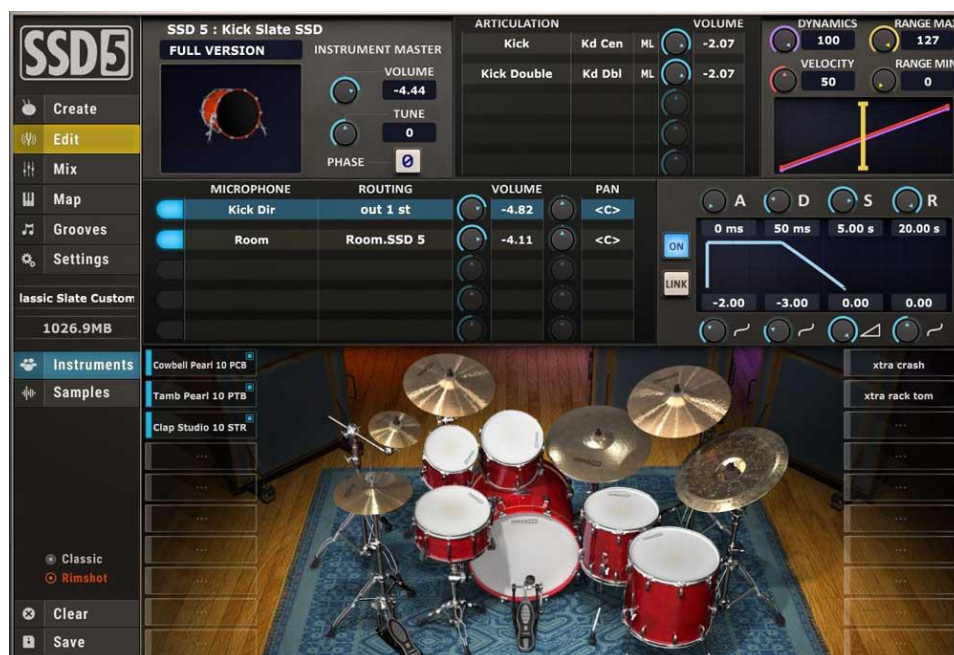 SSD5
Create
Edit
Mix
Map
Grooves
Settings
lassic Slate Custom
1026.9MB
Instruments
Samples
Classic
Rimshot
Clear
Save
SSD 5 : Kick Slate SSD
FULL VERSION
INSTRUMENT MASTER
VOLUME
-4.44
TUNE
0
PHASE
Ø
ARTICULATION VOLUME
Kick Kd Cen ML -2.07
Kick Double Kd Dbl ML -2.07
DYNAMICS RANGE MAX
100 127
VELOCITY RANGE MIN
50 0
MICROPHONE ROUTING VOLUME PAN
Kick Dir out 1 st -4.82 <C>
Room Room.SSD 5 -4.11 <C>
A D S R
0 ms 50 ms 5.00 s 20.00 s
ON
LINK
-2.00 -3.00 0.00 0.00
Cowbell Pearl 10 PCB
Tamb Pearl 10 PTB
Clap Studio 10 STR
...
...
...
...
...
...
xtra crash
xtra rack tom
...
...
...
...
...
...
...